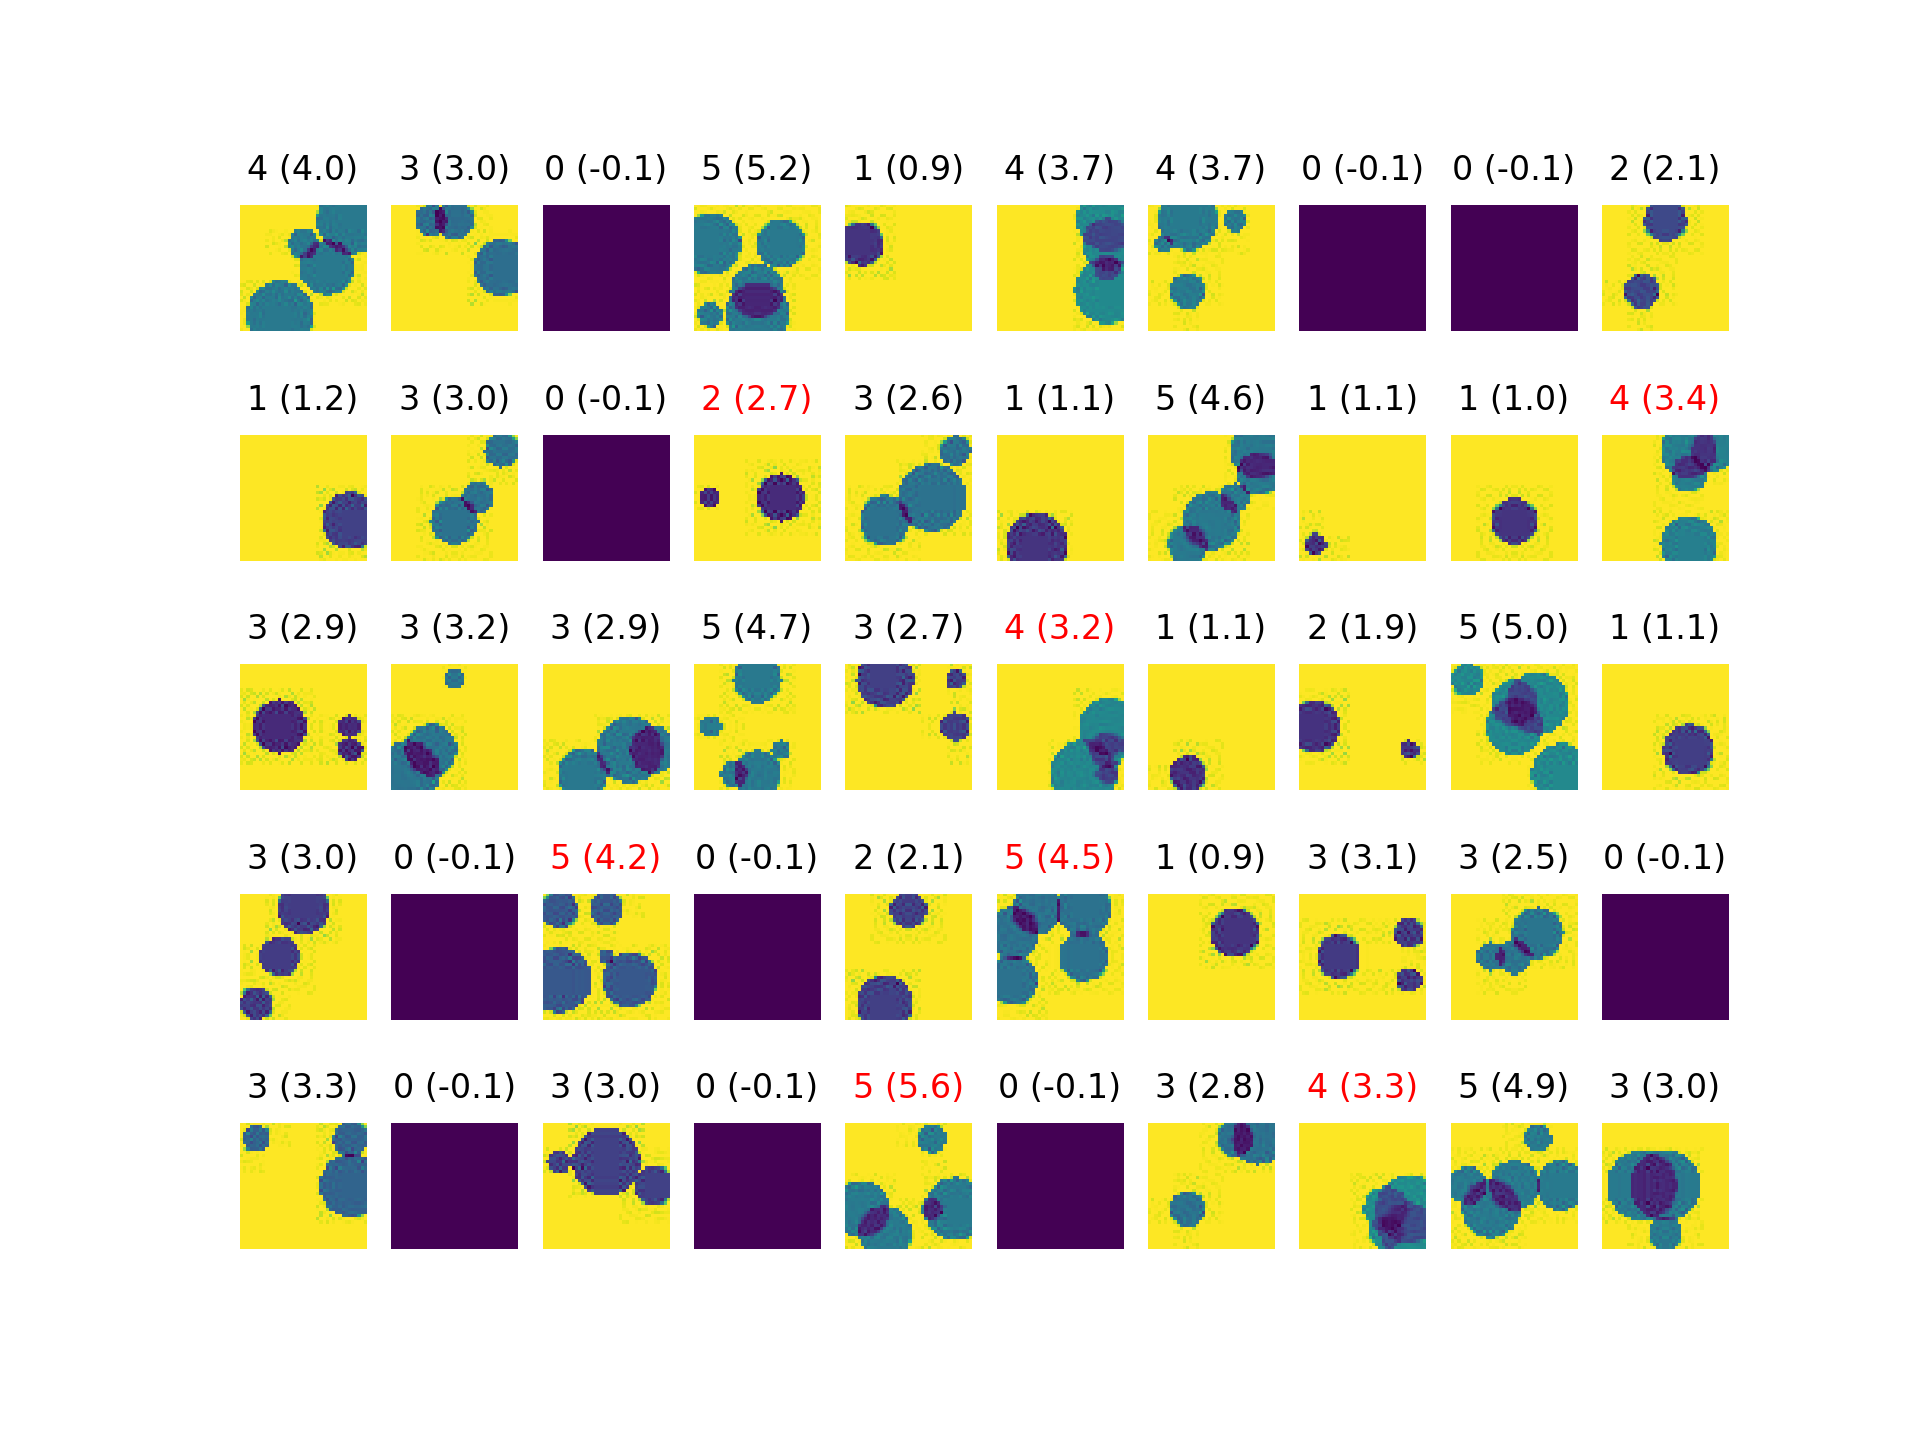 4 (4.0) 3 (3.0) 0 (-0.1) 5 (5.2) 1 (0.9) 4 (3.7) 4 (3.7) 0 (-0.1) 0 (-0.1) 2 (2.1)
1 (1.2) 3 (3.0) 0 (-0.1) 2 (2.7) 3 (2.6) 1 (1.1) 5 (4.6) 1 (1.1) 1 (1.0) 4 (3.4)
3 (2.9) 3 (3.2) 3 (2.9) 5 (4.7) 3 (2.7) 4 (3.2) 1 (1.1) 2 (1.9) 5 (5.0) 1 (1.1)
3 (3.0) 0 (-0.1) 5 (4.2) 0 (-0.1) 2 (2.1) 5 (4.5) 1 (0.9) 3 (3.1) 3 (2.5) 0 (-0.1)
3 (3.3) 0 (-0.1) 3 (3.0) 0 (-0.1) 5 (5.6) 0 (-0.1) 3 (2.8) 4 (3.3) 5 (4.9) 3 (3.0)